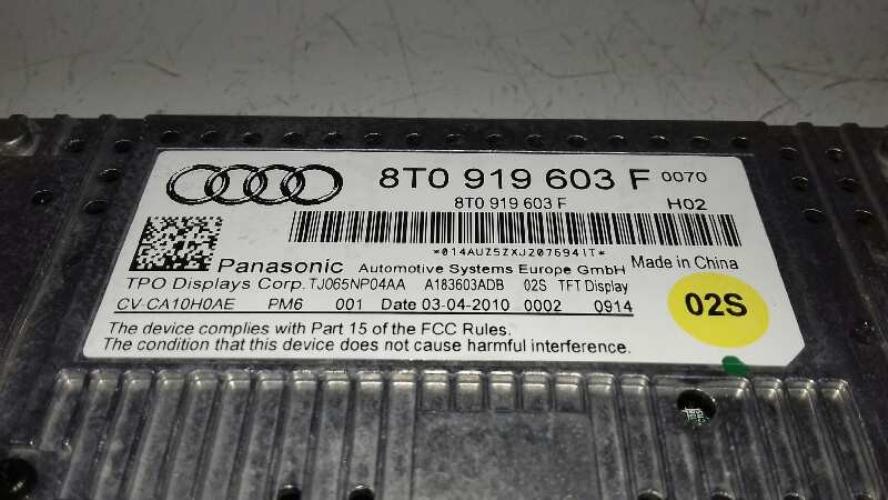 8T0 919 603 F 0070
8T0 919 603 F H02
*014AUZ5ZXJ207694IT*
Panasonic Automotive Systems Europe GmbH Made in China
TPO Displays Corp. TJ065NP04AA A183603ADB 02S TFT Display
CV-CA10H0AE PM6 001 Date 03-04-2010 0002 0914
02S
The device complies with Part 15 of the FCC Rules.
The condition that this device does not cause harmful interference.